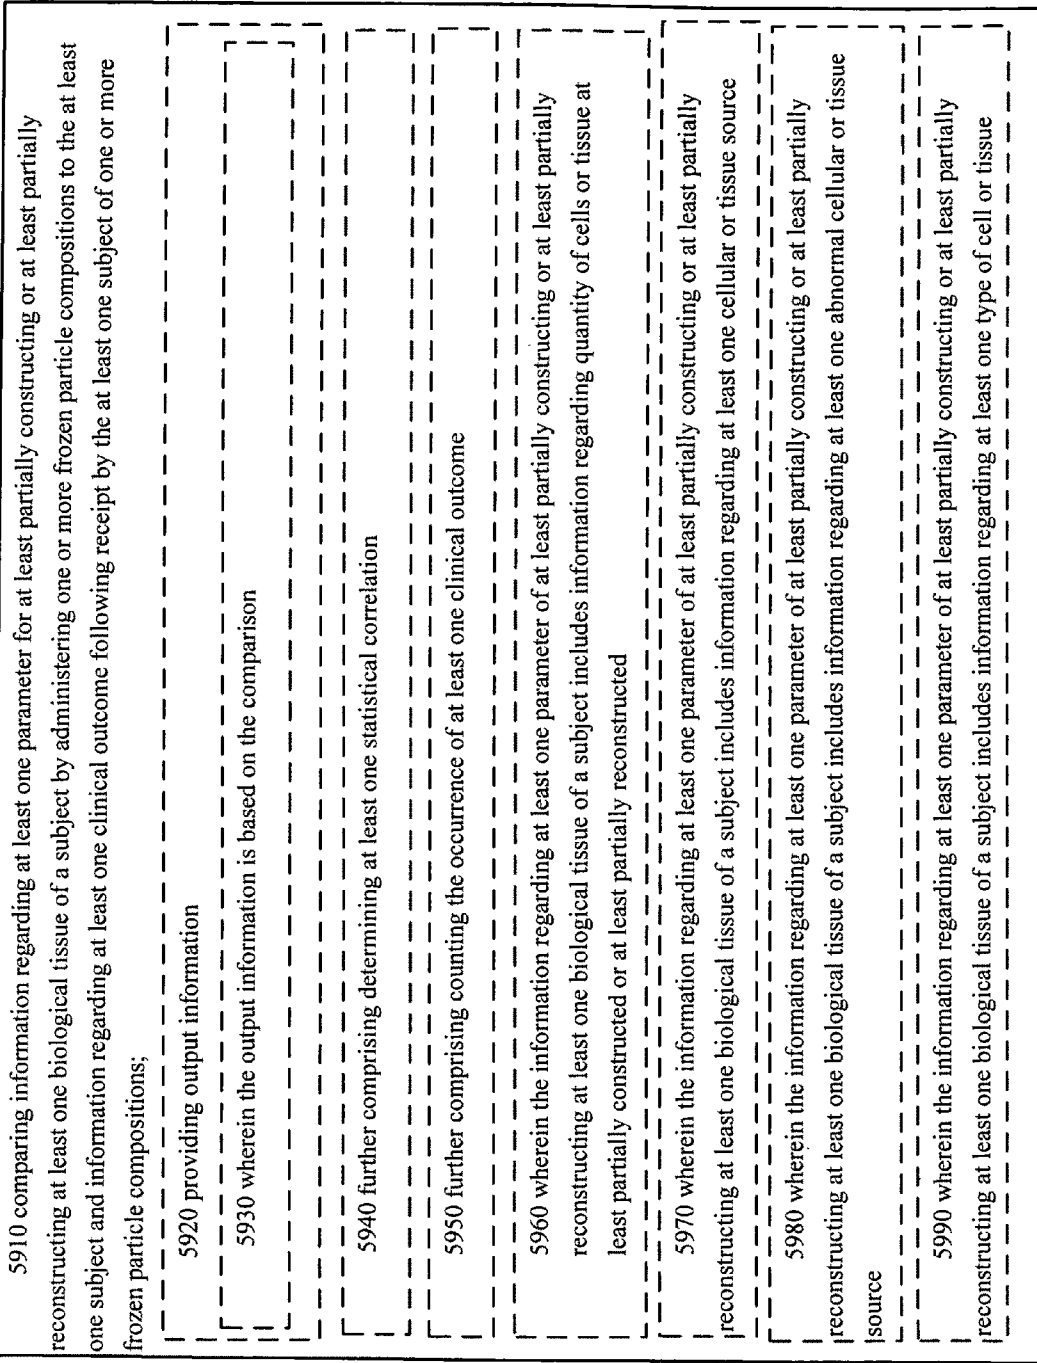 5910 comparing information regarding at least one parameter for at least partially constructing or at least partially
reconstructing at least one biological tissue of a subject by administering one or more frozen particle compositions to the at least
one subject and information regarding at least one clinical outcome following receipt by the at least one subject of one or more
frozen particle compositions;
5920 providing output information
5930 wherein the output information is based on the comparison
5940 further comprising determining at least one statistical correlation
5950 further comprising counting the occurrence of at least one clinical outcome
5960 wherein the information regarding at least one parameter of at least partially constructing or at least partially
reconstructing at least one biological tissue of a subject includes information regarding quantity of cells or tissue at
least partially constructed or at least partially reconstructed
5970 wherein the information regarding at least one parameter of at least partially constructing or at least partially
reconstructing at least one biological tissue of a subject includes information regarding at least one cellular or tissue source
5980 wherein the information regarding at least one parameter of at least partially constructing or at least partially
reconstructing at least one biological tissue of a subject includes information regarding at least one abnormal cellular or tissue
source
5990 wherein the information regarding at least one parameter of at least partially constructing or at least partially
reconstructing at least one biological tissue of a subject includes information regarding at least one type of cell or tissue